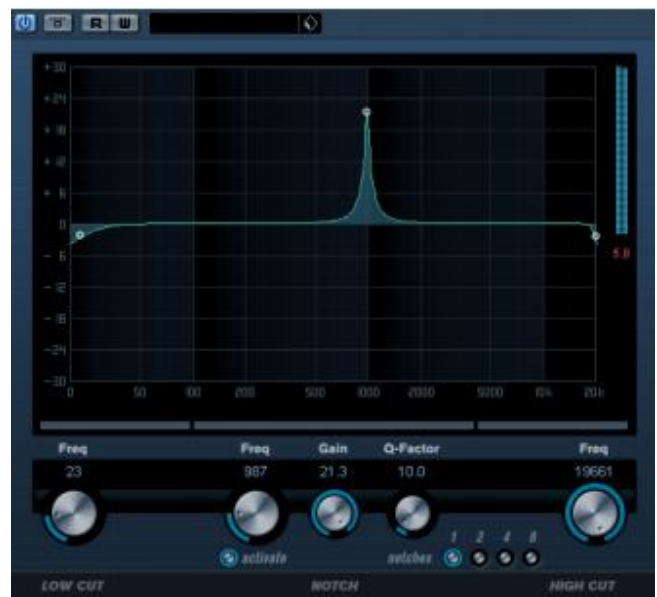 R W
+30
+24
+18
+12
+ 6
0
- 6
- 12
- 18
-24
-30
0 50 100 200 500 1000 2000 5000 10k 20k
-5.8
Freq Freq Gain Q-Factor Freq
23 987 21.3 10.0 19661
1 2 4 8
activate notches
LOW CUT NOTCH HIGH CUT